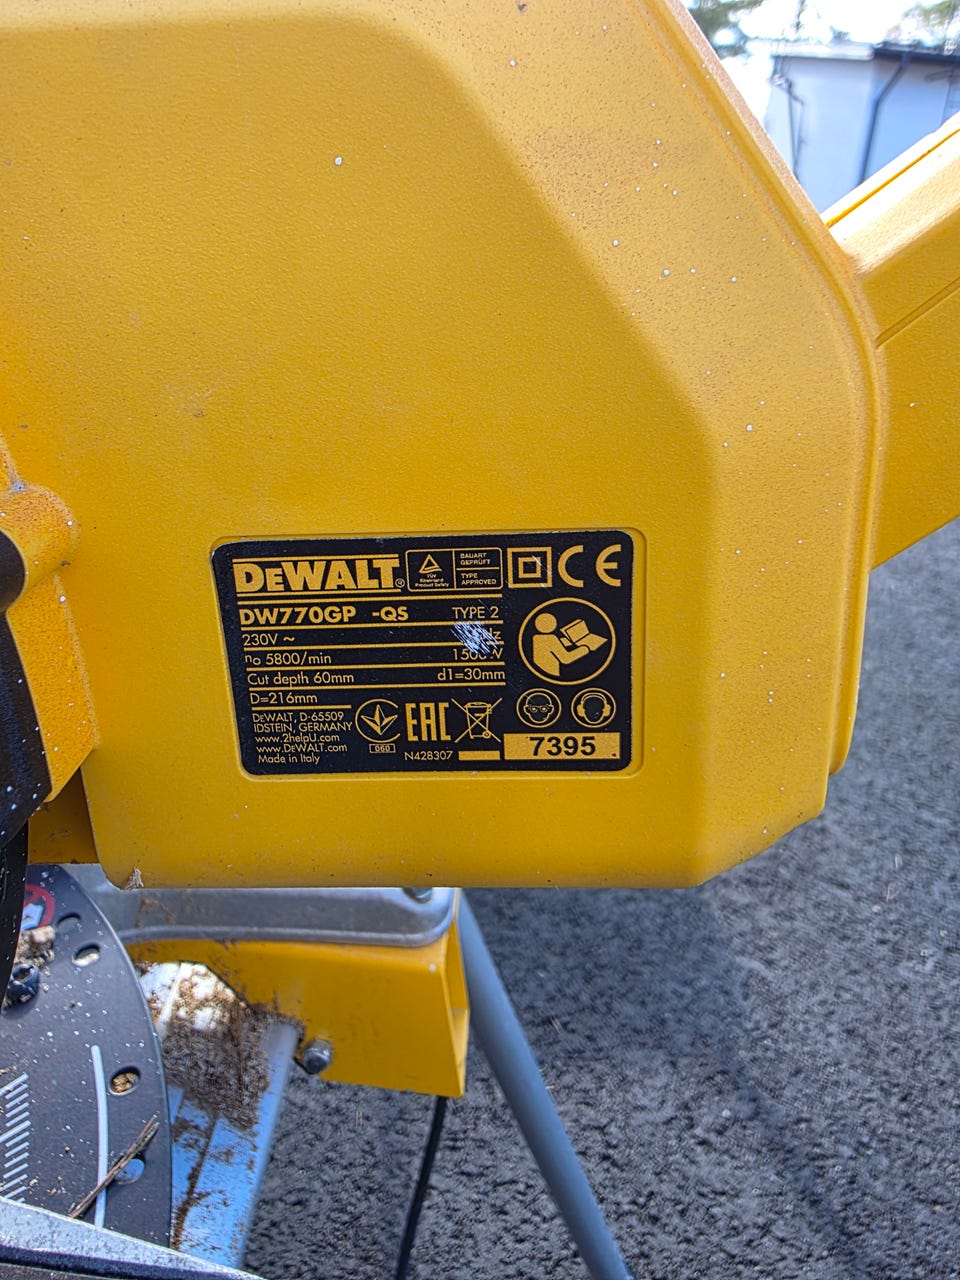 DEWALT®
TÜV
Rheinland
Product Safety
BAUART
GEPRÜFT
TYPE
APPROVED
CE
DW770GP -QS TYPE 2
230V ~
n₀ 5800/min
Cut depth 60mm d1=30mm
D=216mm
DEWALT, D-65509
IDSTEIN, GERMANY
www.2helpU.com
www.DEWALT.com
Made in Italy
060
EAC
N428307
7395